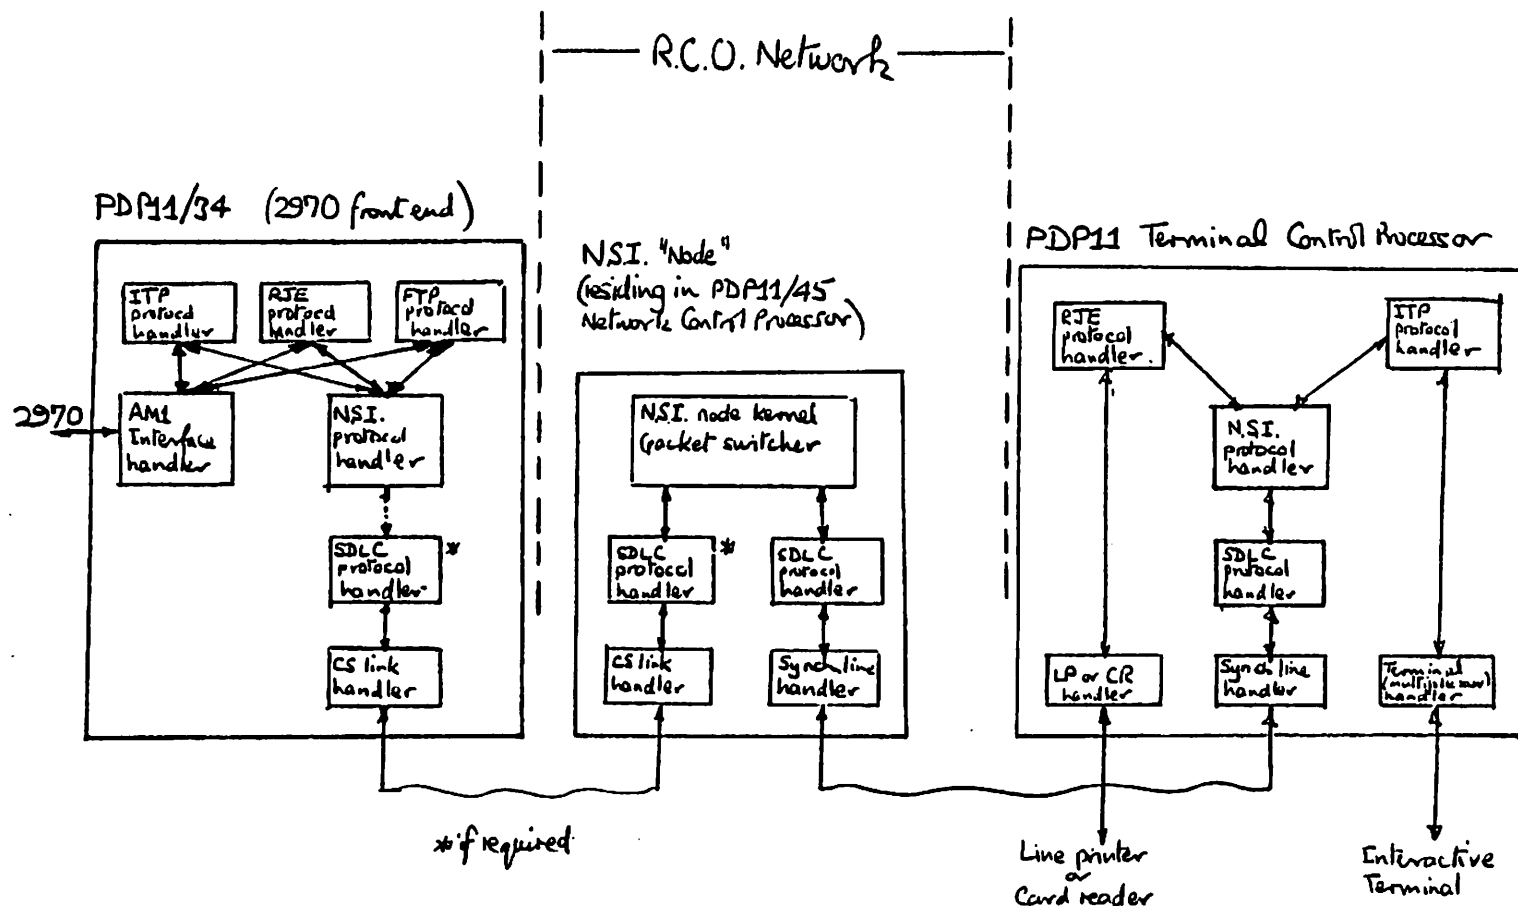 R.C.O. Network
PDP11/34 (2970 front end)
ITP
protocol
handler
RJE
protocol
handler
FTP
protocol
handler
2970
AM1
Interface
handler
N.S.I.
protocol
handler
SDLC
protocol
handler
*
CS link
handler
N.S.I. "Node"
(residing in PDP11/45
Network Control Processor)
N.S.I. node kernel
packet switcher
SDLC
protocol
handler
*
SDLC
protocol
handler
CS link
handler
Synch line
handler
*if required
PDP11 Terminal Control Processor
RJE
protocol
handler.
ITP
protocol
handler
N.S.I.
protocol
handler
SDLC
protocol
handler
LP or CR
handler
Synch line
handler
Terminal
(multiplexor)
handler
Line printer
or
Card reader
Interactive
Terminal